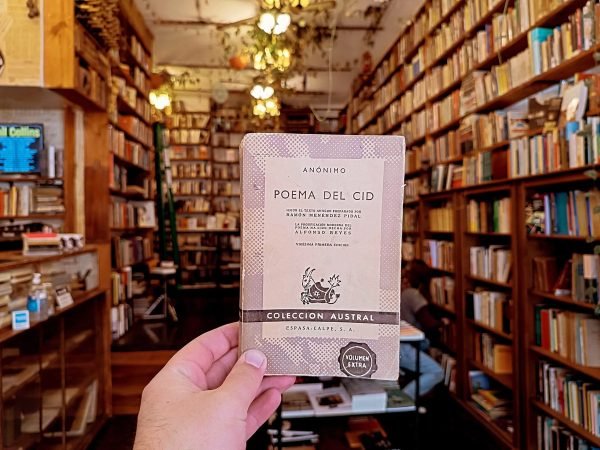 ANÓNIMO
POEMA DEL CID
SEGÚN EL TEXTO ANTIGUO PREPARADO POR
RAMÓN MENÉNDEZ PIDAL
LA PROSIFICACIÓN MODERNA DEL
POEMA HA SIDO HECHA POR
ALFONSO REYES
VIGÉSIMA PRIMERA EDICIÓN
COLECCIÓN AUSTRAL
ESPASA-CALPE, S. A.
VOLUMEN
EXTRA
Collins